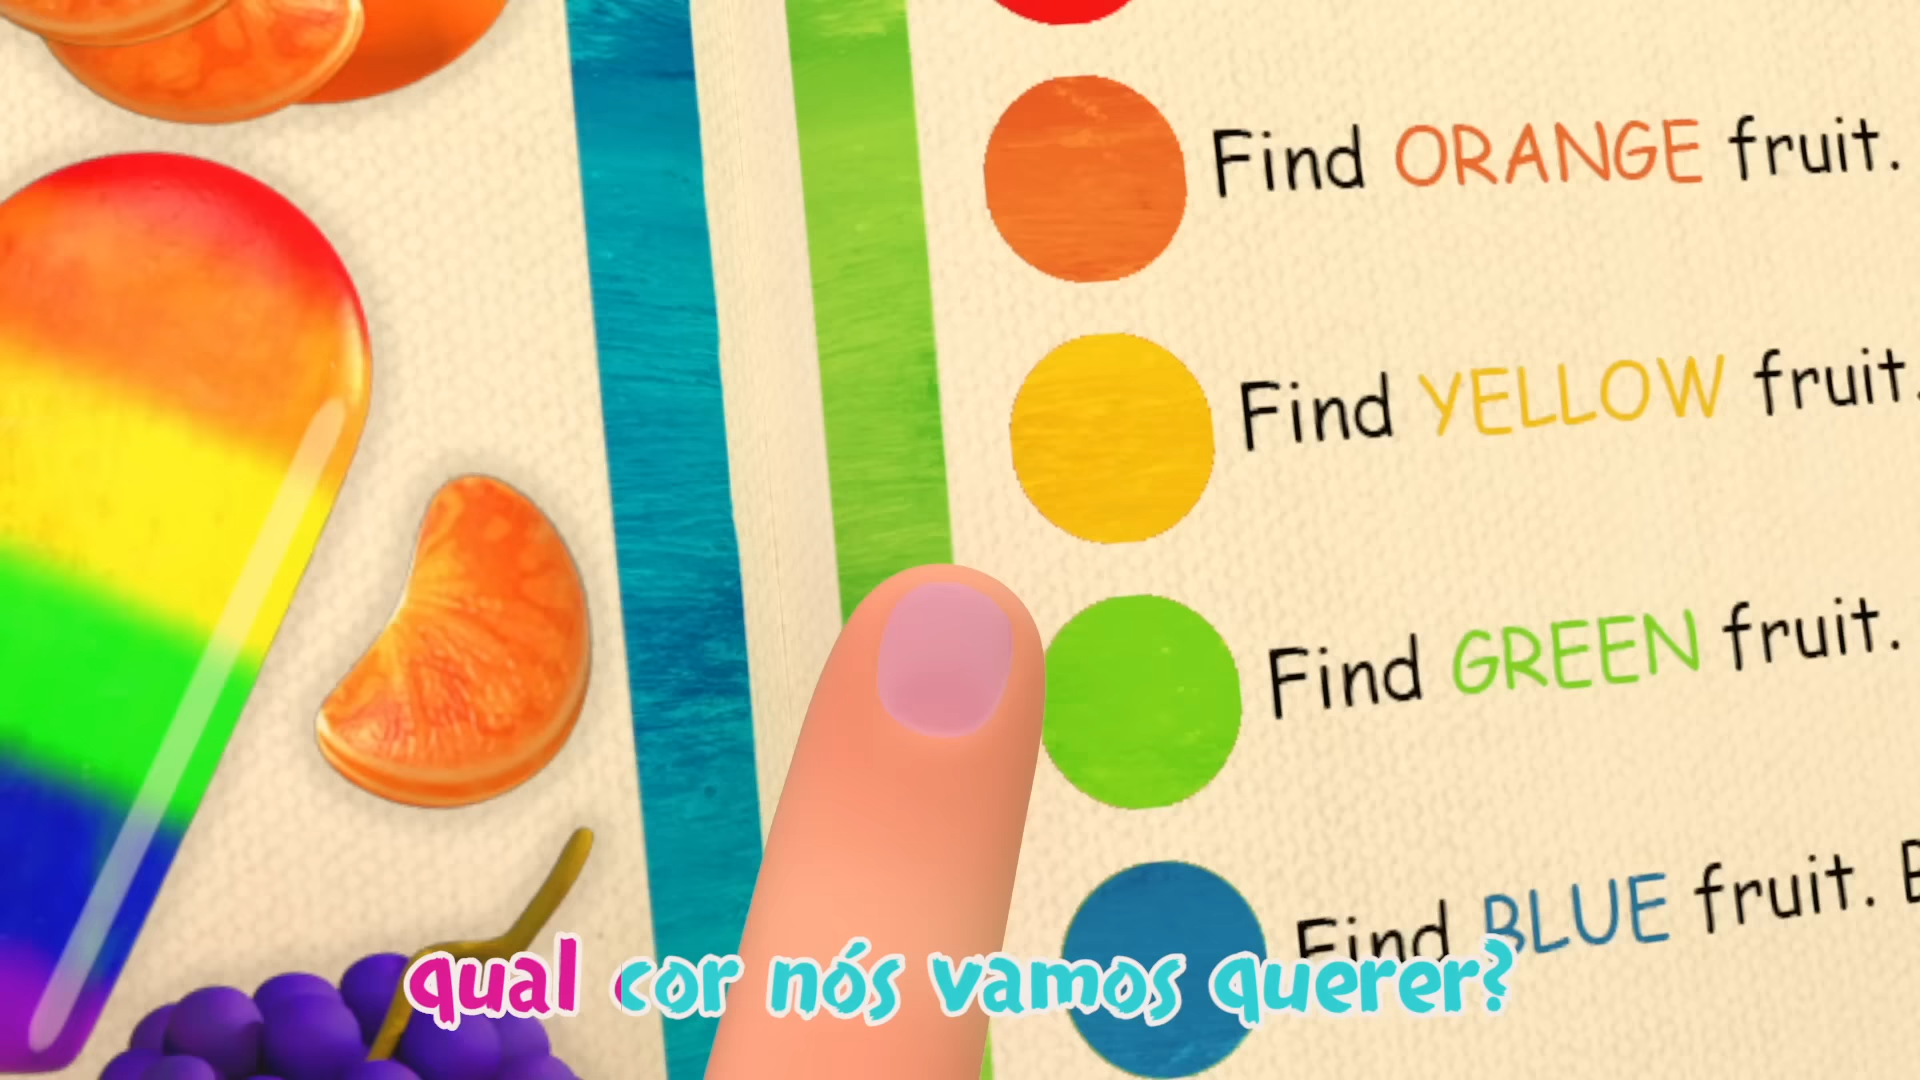 Find ORANGE fruit.
Find YELLOW fruit.
Find GREEN fruit.
Find BLUE fruit.
qual cor nós vamos querer?